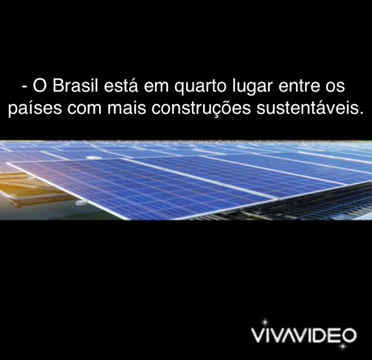 - O Brasil está em quarto lugar entre os
países com mais construções sustentáveis.
VIVAVIDEO